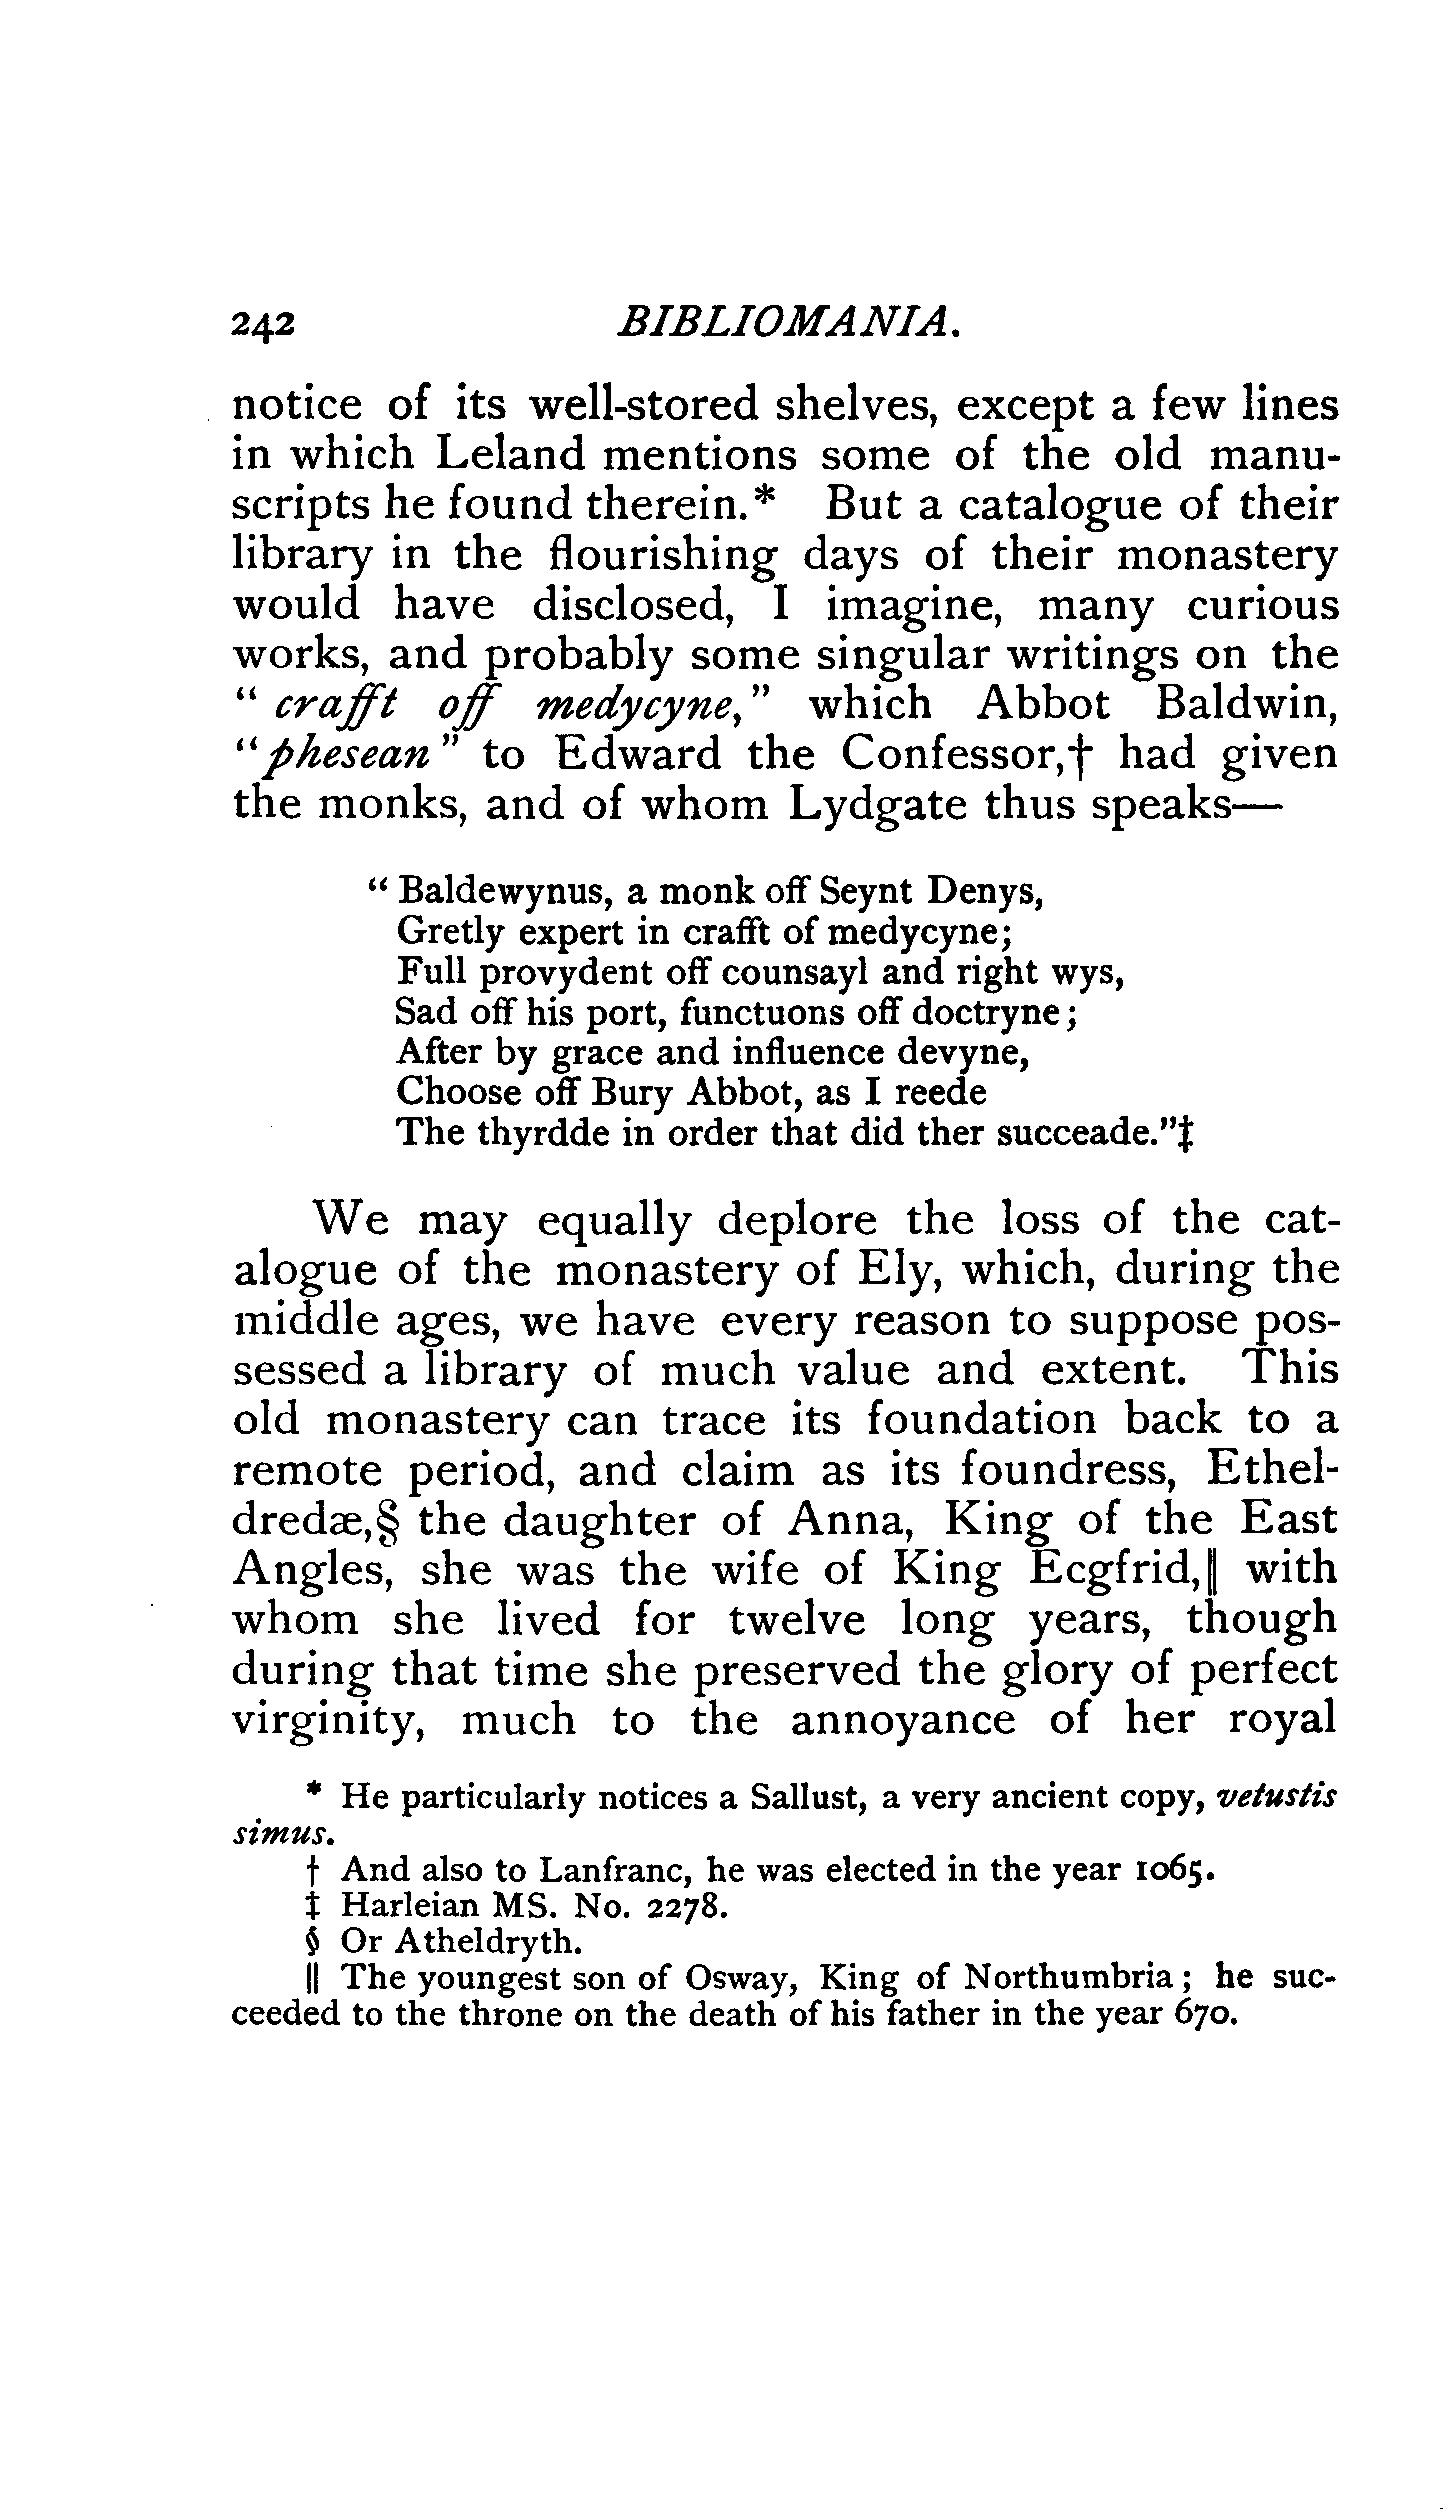 242 BIBLIOMANIA.
notice of its well-stored shelves, except a few lines
in which Leland mentions some of the old manu-
scripts he found therein.* But a catalogue of their
library in the flourishing days of their monastery
would have disclosed, I imagine, many curious
works, and probably some singular writings on the
" crafft off medycyne," which Abbot Baldwin,
"phesean" to Edward the Confessor,† had given
the monks, and of whom Lydgate thus speaks—
" Baldewynus, a monk off Seynt Denys,
Gretly expert in crafft of medycyne;
Full provydent off counsayl and right wys,
Sad off his port, functuons off doctryne;
After by grace and influence devyne,
Choose off Bury Abbot, as I reede
The thyrdde in order that did ther succeade."‡
We may equally deplore the loss of the cat-
alogue of the monastery of Ely, which, during the
middle ages, we have every reason to suppose pos-
sessed a library of much value and extent. This
old monastery can trace its foundation back to a
remote period, and claim as its foundress, Ethel-
dredæ,§ the daughter of Anna, King of the East
Angles, she was the wife of King Ecgfrid,‖ with
whom she lived for twelve long years, though
during that time she preserved the glory of perfect
virginity, much to the annoyance of her royal
* He particularly notices a Sallust, a very ancient copy, vetustis
simus.
† And also to Lanfranc, he was elected in the year 1065.
‡ Harleian MS. No. 2278.
§ Or Atheldryth.
‖ The youngest son of Osway, King of Northumbria; he suc-
ceeded to the throne on the death of his father in the year 670.